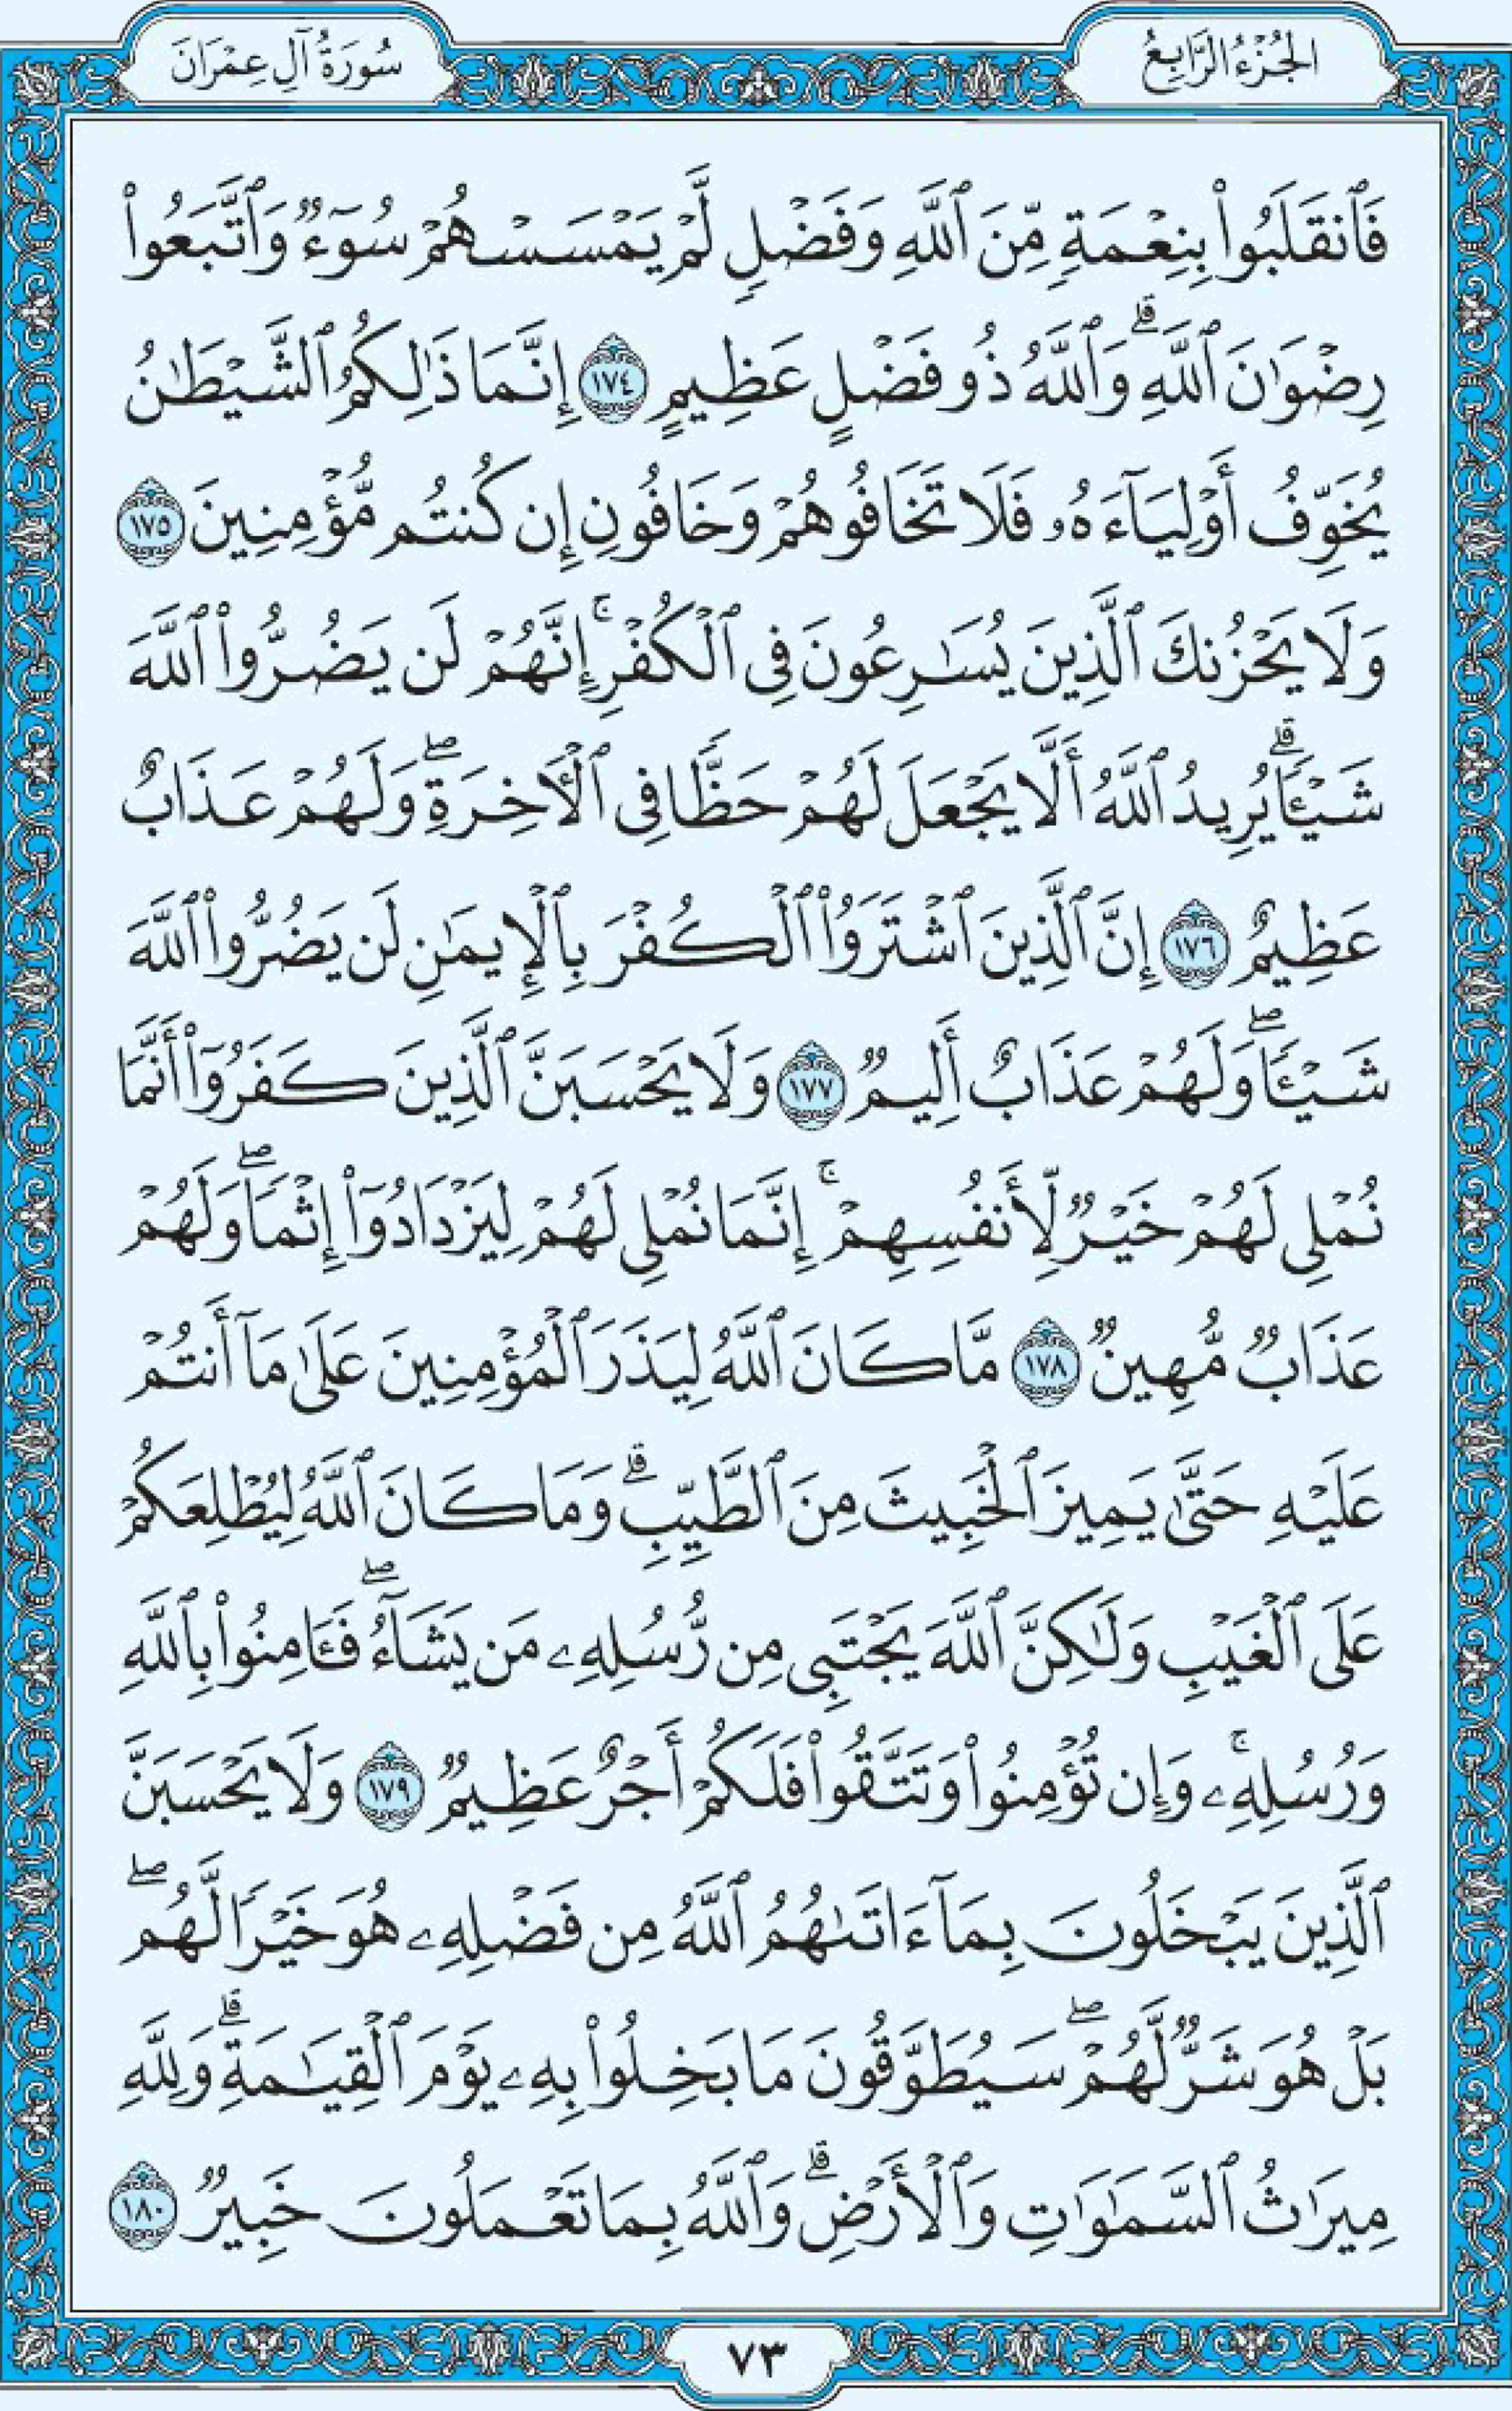 الجُزْءُ الرَّابِعُ
سُورَةُ آلِ عِمْرَانَ
فَٱنقَلَبُوا۟ بِنِعْمَةٍ مِّنَ ٱللَّهِ وَفَضْلٍ لَّمْ يَمْسَسْهُمْ سُوٓءٌ وَٱتَّبَعُوا۟
رِضْوَٰنَ ٱللَّهِ ۗ وَٱللَّهُ ذُو فَضْلٍ عَظِيمٍ ١٧٤ إِنَّمَا ذَٰلِكُمُ ٱلشَّيْطَٰنُ
يُخَوِّفُ أَوْلِيَآءَهُۥ فَلَا تَخَافُوهُمْ وَخَافُونِ إِن كُنتُم مُّؤْمِنِينَ ١٧٥
وَلَا يَحْزُنكَ ٱلَّذِينَ يُسَٰرِعُونَ فِى ٱلْكُفْرِ ۚ إِنَّهُمْ لَن يَضُرُّوا۟ ٱللَّهَ
شَيْـًٔا ۗ يُرِيدُ ٱللَّهُ أَلَّا يَجْعَلَ لَهُمْ حَظًّا فِى ٱلْـَٔاخِرَةِ ۖ وَلَهُمْ عَذَابٌ
عَظِيمٌ ١٧٦ إِنَّ ٱلَّذِينَ ٱشْتَرَوُا۟ ٱلْكُفْرَ بِٱلْإِيمَٰنِ لَن يَضُرُّوا۟ ٱللَّهَ
شَيْـًٔا ۖ وَلَهُمْ عَذَابٌ أَلِيمٌ ١٧٧ وَلَا يَحْسَبَنَّ ٱلَّذِينَ كَفَرُوٓا۟ أَنَّمَا
نُمْلِى لَهُمْ خَيْرٌ لِّأَنفُسِهِمْ ۚ إِنَّمَا نُمْلِى لَهُمْ لِيَزْدَادُوٓا۟ إِثْمًا ۖ وَلَهُمْ
عَذَابٌ مُّهِينٌ ١٧٨ مَّا كَانَ ٱللَّهُ لِيَذَرَ ٱلْمُؤْمِنِينَ عَلَىٰ مَآ أَنتُمْ
عَلَيْهِ حَتَّىٰ يَمِيزَ ٱلْخَبِيثَ مِنَ ٱلطَّيِّبِ ۗ وَمَا كَانَ ٱللَّهُ لِيُطْلِعَكُمْ
عَلَى ٱلْغَيْبِ وَلَٰكِنَّ ٱللَّهَ يَجْتَبِى مِن رُّسُلِهِۦ مَن يَشَآءُ ۖ فَـَٔامِنُوا۟ بِٱللَّهِ
وَرُسُلِهِۦ ۚ وَإِن تُؤْمِنُوا۟ وَتَتَّقُوا۟ فَلَكُمْ أَجْرٌ عَظِيمٌ ١٧٩ وَلَا يَحْسَبَنَّ
ٱلَّذِينَ يَبْخَلُونَ بِمَآ ءَاتَىٰهُمُ ٱللَّهُ مِن فَضْلِهِۦ هُوَ خَيْرًا لَّهُم ۖ
بَلْ هُوَ شَرٌّ لَّهُمْ ۖ سَيُطَوَّقُونَ مَا بَخِلُوا۟ بِهِۦ يَوْمَ ٱلْقِيَٰمَةِ ۗ وَلِلَّهِ
مِيرَٰثُ ٱلسَّمَٰوَٰتِ وَٱلْأَرْضِ ۗ وَٱللَّهُ بِمَا تَعْمَلُونَ خَبِيرٌ ١٨٠
٧٣